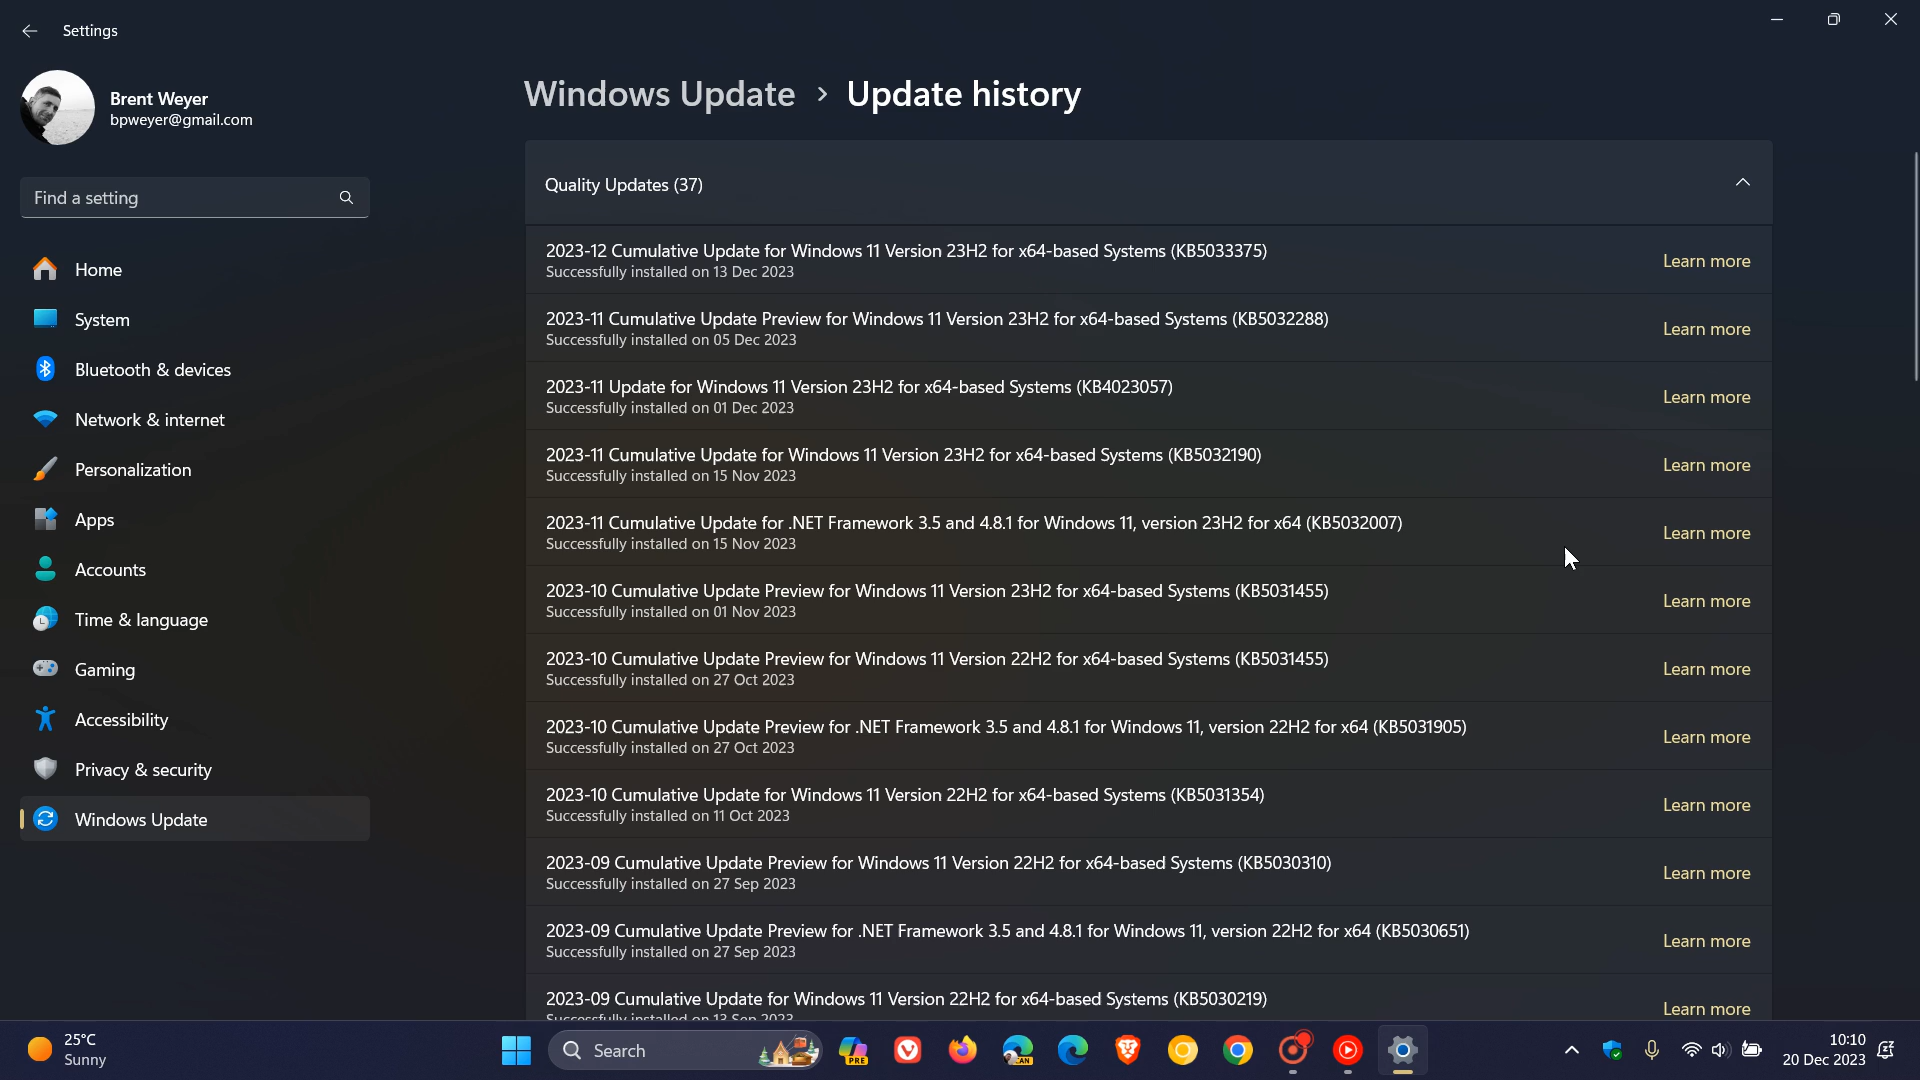 Settings
Brent Weyer
bpweyer@gmail.com
Find a setting
Home
System
Bluetooth & devices
Network & internet
Personalization
Apps
Accounts
Time & language
Gaming
Accessibility
Privacy & security
Windows Update
Windows Update > Update history
Quality Updates (37)
2023-12 Cumulative Update for Windows 11 Version 23H2 for x64-based Systems (KB5033375)
Successfully installed on 13 Dec 2023
Learn more
2023-11 Cumulative Update Preview for Windows 11 Version 23H2 for x64-based Systems (KB5032288)
Successfully installed on 05 Dec 2023
Learn more
2023-11 Update for Windows 11 Version 23H2 for x64-based Systems (KB4023057)
Successfully installed on 01 Dec 2023
Learn more
2023-11 Cumulative Update for Windows 11 Version 23H2 for x64-based Systems (KB5032190)
Successfully installed on 15 Nov 2023
Learn more
2023-11 Cumulative Update for .NET Framework 3.5 and 4.8.1 for Windows 11, version 23H2 for x64 (KB5032007)
Successfully installed on 15 Nov 2023
Learn more
2023-10 Cumulative Update Preview for Windows 11 Version 23H2 for x64-based Systems (KB5031455)
Successfully installed on 01 Nov 2023
Learn more
2023-10 Cumulative Update Preview for Windows 11 Version 22H2 for x64-based Systems (KB5031455)
Successfully installed on 27 Oct 2023
Learn more
2023-10 Cumulative Update Preview for .NET Framework 3.5 and 4.8.1 for Windows 11, version 22H2 for x64 (KB5031905)
Successfully installed on 27 Oct 2023
Learn more
2023-10 Cumulative Update for Windows 11 Version 22H2 for x64-based Systems (KB5031354)
Successfully installed on 11 Oct 2023
Learn more
2023-09 Cumulative Update Preview for Windows 11 Version 22H2 for x64-based Systems (KB5030310)
Successfully installed on 27 Sep 2023
Learn more
2023-09 Cumulative Update Preview for .NET Framework 3.5 and 4.8.1 for Windows 11, version 22H2 for x64 (KB5030651)
Successfully installed on 27 Sep 2023
Learn more
2023-09 Cumulative Update for Windows 11 Version 22H2 for x64-based Systems (KB5030219)
Successfully installed on 13 Sep 2023
Learn more
25°C
Sunny
Search
PRE
CAN
10:10
20 Dec 2023